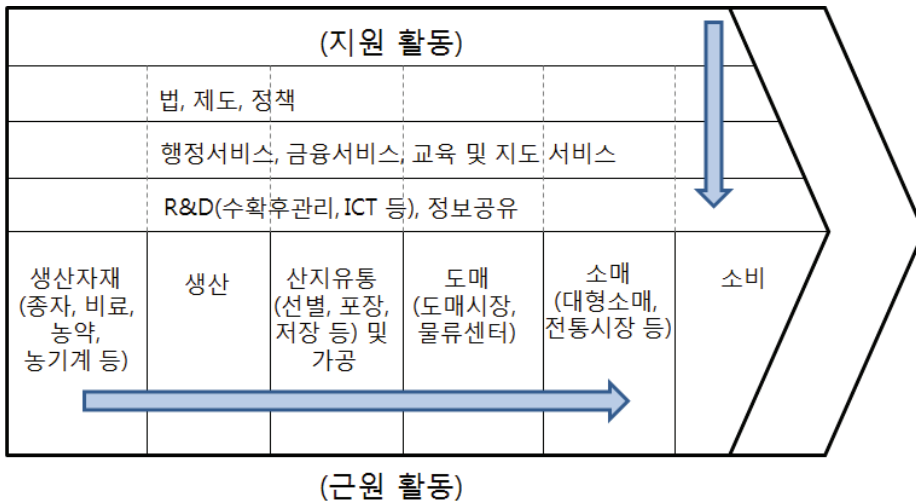 (지원 활동)
법, 제도, 정책
행정서비스, 금융서비스, 교육 및 지도 서비스
R&D(수확후관리, ICT 등), 정보공유
생산자재
(종자, 비료,
농약,
농기계 등)
생산
산지유통
(선별, 포장,
저장 등) 및
가공
도매
(도매시장,
물류센터)
소매
(대형소매,
전통시장 등)
소비
(근원 활동)